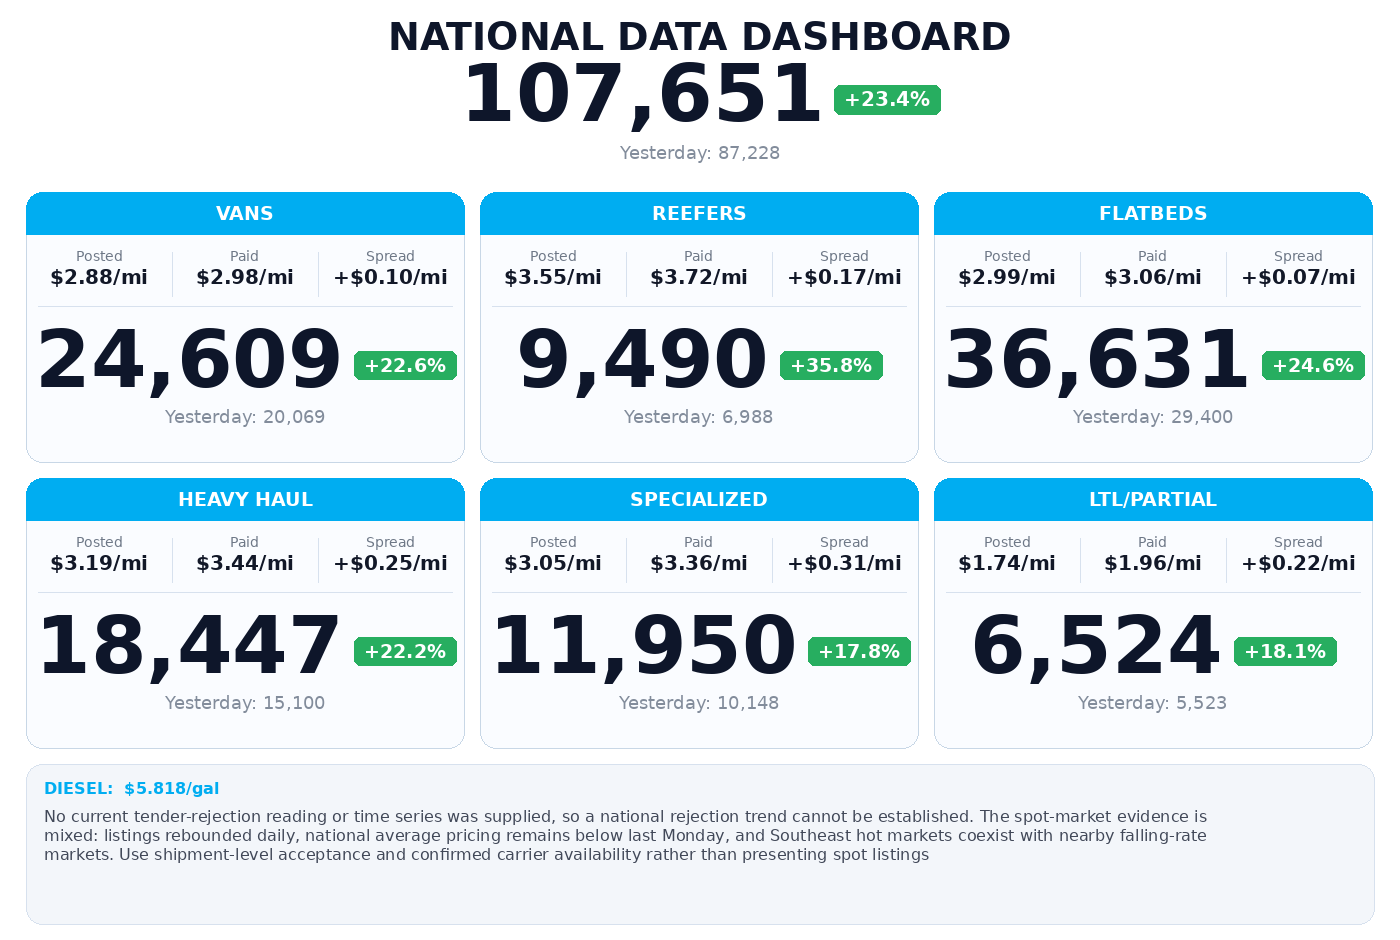 NATIONAL DATA DASHBOARD
107,651 +23.4%
Yesterday: 87,228
VANS
Posted Paid Spread
$2.88/mi $2.98/mi +$0.10/mi
24,609 +22.6%
Yesterday: 20,069
REEFERS
Posted Paid Spread
$3.55/mi $3.72/mi +$0.17/mi
9,490 +35.8%
Yesterday: 6,988
FLATBEDS
Posted Paid Spread
$2.99/mi $3.06/mi +$0.07/mi
36,631 +24.6%
Yesterday: 29,400
HEAVY HAUL
Posted Paid Spread
$3.19/mi $3.44/mi +$0.25/mi
18,447 +22.2%
Yesterday: 15,100
SPECIALIZED
Posted Paid Spread
$3.05/mi $3.36/mi +$0.31/mi
11,950 +17.8%
Yesterday: 10,148
LTL/PARTIAL
Posted Paid Spread
$1.74/mi $1.96/mi +$0.22/mi
6,524 +18.1%
Yesterday: 5,523
DIESEL: $5.818/gal
No current tender-rejection reading or time series was supplied, so a national rejection trend cannot be established. The spot-market evidence is
mixed: listings rebounded daily, national average pricing remains below last Monday, and Southeast hot markets coexist with nearby falling-rate
markets. Use shipment-level acceptance and confirmed carrier availability rather than presenting spot listings